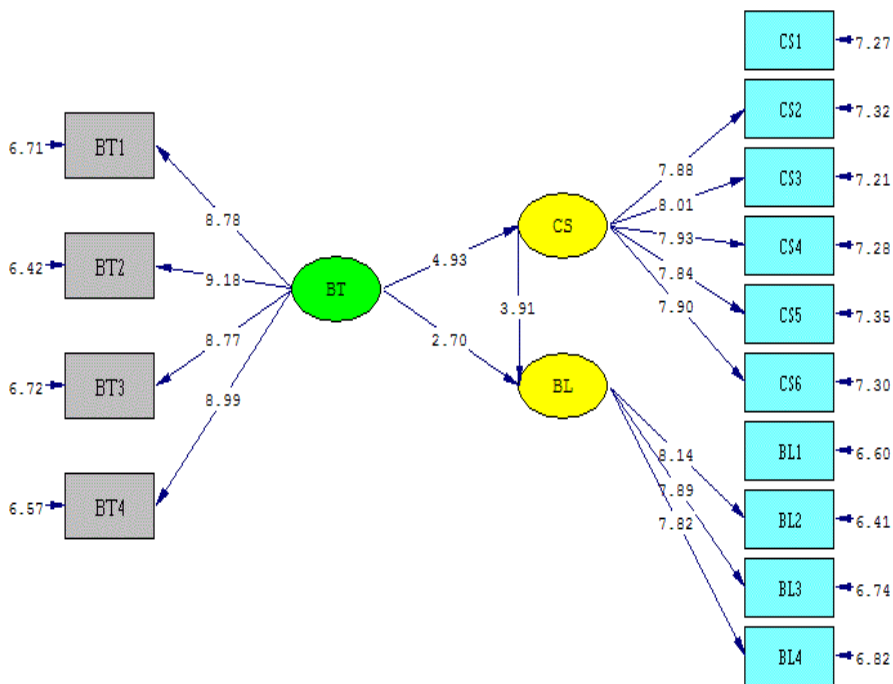 CS1
7.27
CS2
7.32
6.71
BT1
7.88
CS3
7.21
8.01
8.78
CS
7.93
CS4
7.28
6.42
BT2
9.18
4.93
7.84
BT
7.90
CS5
7.35
3.91
8.77
2.70
6.72
BT3
BL
CS6
7.30
8.99
8.14
BL1
6.60
7.89
6.57
BT4
7.82
BL2
6.41
BL3
6.74
BL4
6.82